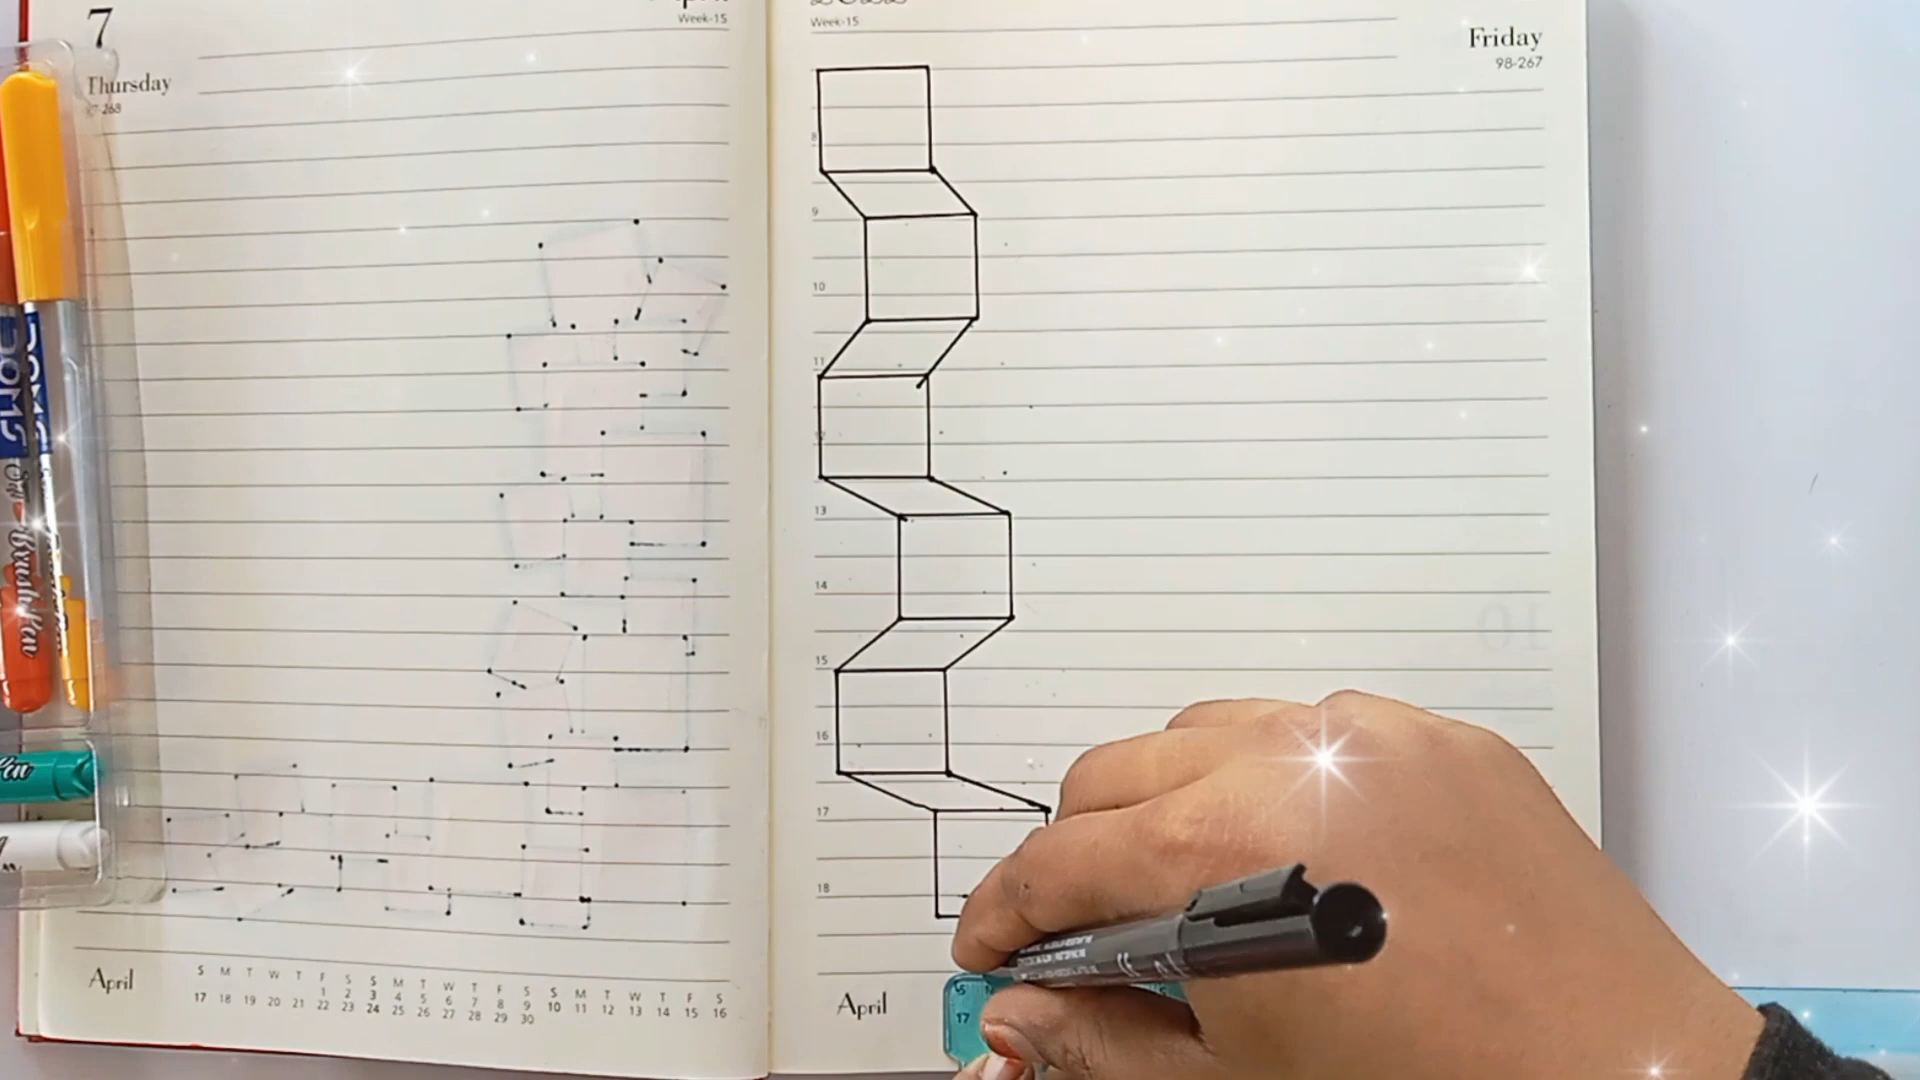 7
Week-15
Thursday
Week-15
Friday
98-267
8
9
10
11
12
13
14
15
16
17
18
DOMS
Brush Pen
April
S M T W T F S S M T W T F S S M T W T F S
1 2 3 4 5 6 7 8 9 10 11 12 13 14 15 16
17 18 19 20 21 22 23 24 25 26 27 28 29 30
April
17